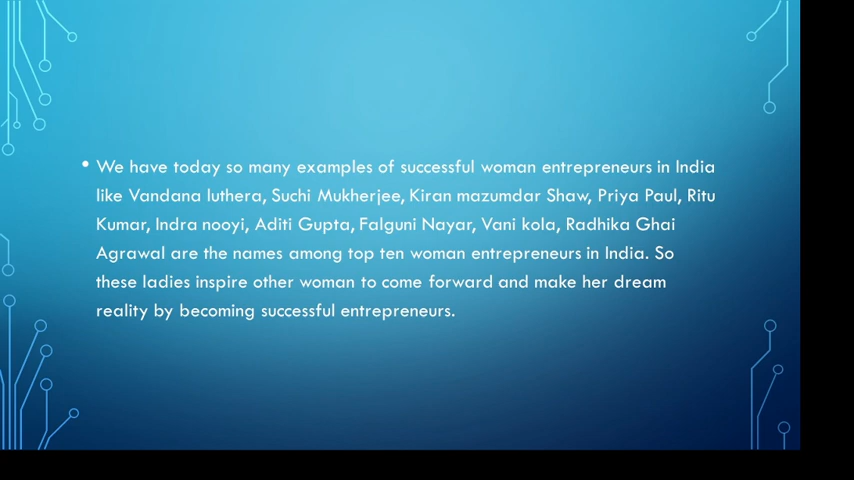 • We have today so many examples of successful woman entrepreneurs in India
like Vandana luthera, Suchi Mukherjee, Kiran mazumdar Shaw, Priya Paul, Ritu
Kumar, Indra nooyi, Aditi Gupta, Falguni Nayar, Vani kola, Radhika Ghai
Agrawal are the names among top ten woman entrepreneurs in India. So
these ladies inspire other woman to come forward and make her dream
reality by becoming successful entrepreneurs.